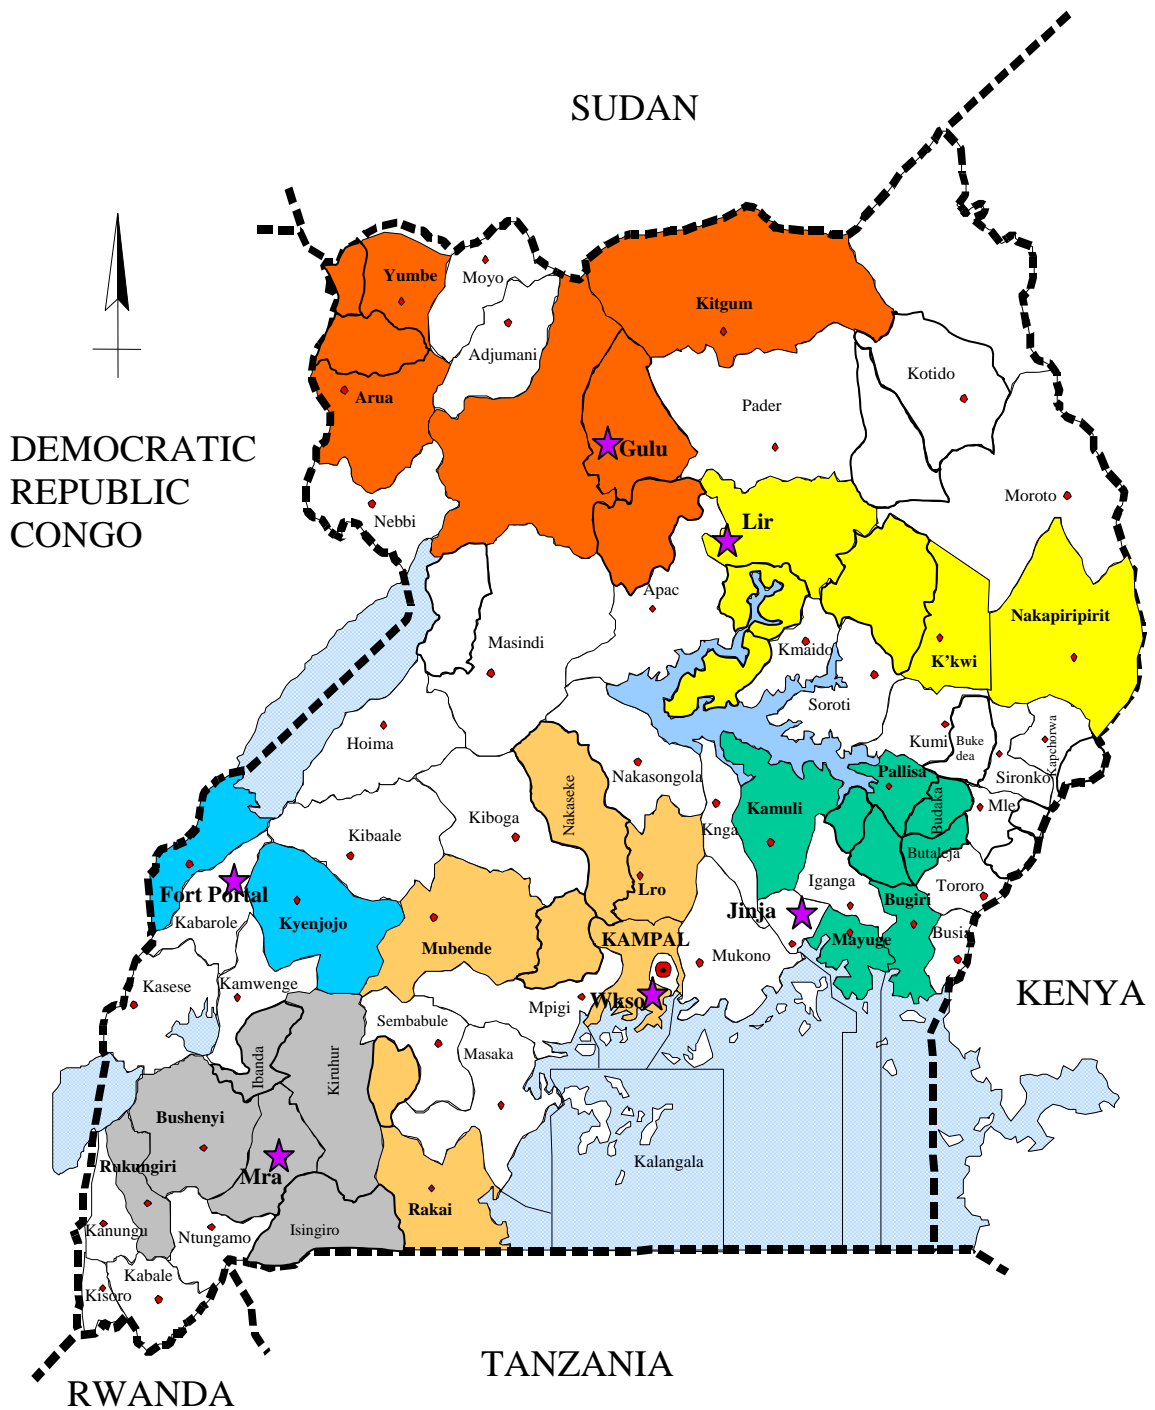 SUDAN
Yumbe
Moyo
Kitgum
Adjumani
Kotido
Arua
Pader
DEMOCRATIC
REPUBLIC
CONGO
Gulu
Moroto
Nebbi
Lir
Apac
Nakapiripirit
Masindi
Kmaido
K'kwi
Soroti
Hoima
Kumi
Buke
dea
Kapchorwa
Nakasongola
Pallisa
Sironko
Nakaseke
Kamuli
Budaka
Mle
Kiboga
Knga
Kibaale
Butaleja
Iganga
Lro
Tororo
Fort Portal
Bugiri
Jinja
Kabarole
Kyenjojo
Mubende
KAMPAL
Mayuge
Busia
Mukono
Kasese
Kamwenge
KENYA
Wkso
Mpigi
Sembabule
Masaka
Ibanda
Kiruhur
Bushenyi
Rukungiri
Kalangala
Mra
Rakai
Kanungu
Ntungamo
Isingiro
Kabale
Kisoro
TANZANIA
RWANDA